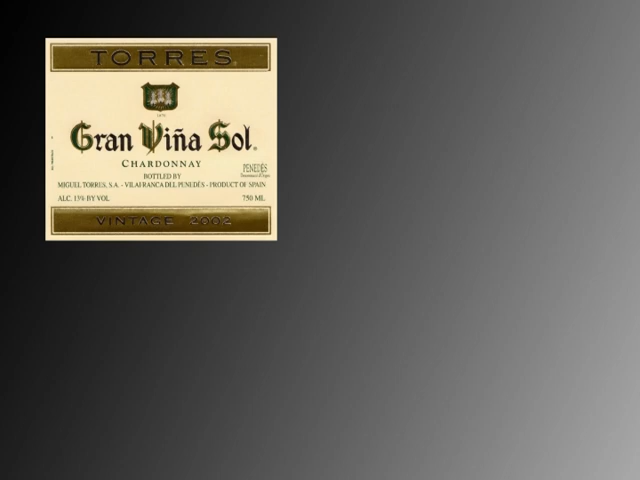 TORRES
Gran Viña Sol®
CHARDONNAY
PENEDÈS
BOTTLED BY
MIGUEL TORRES, S.A. - VILAFRANCA DEL PENEDÈS - PRODUCT OF SPAIN
ALC. 13% BY VOL 750 ML
VINTAGE 2002